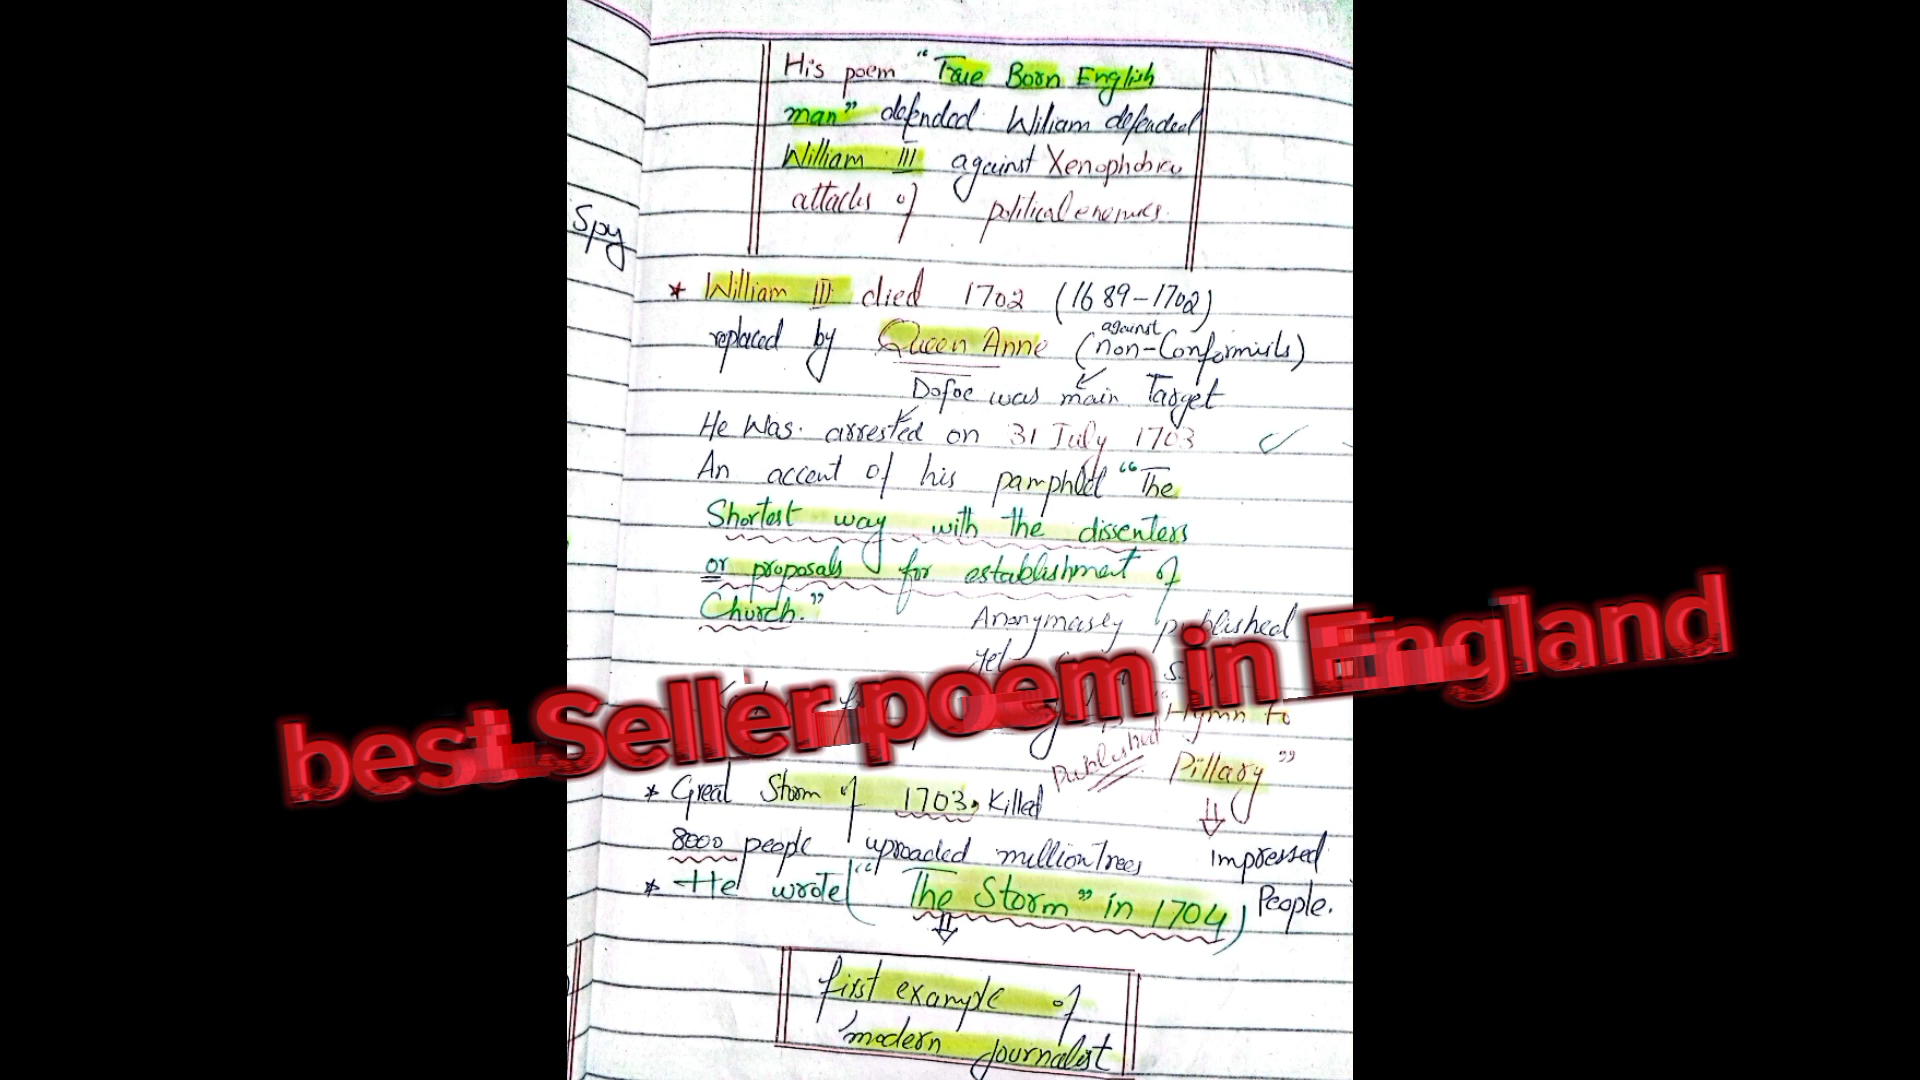 His poem "True Born English
man" defended Wiliam defended
William III against Xenophobic
attacks of political enemies.
Spy
* William III died 1702 (1689-1702)
replaced by Queen Anne (against non-Conformists)
Dofoe was main Target
He Was. arrested on 31 July 1703
An accent of his pamphlet "The
Shortest way with the dissenters
or proposals for establishment of
Church."
Anonymasly published
yet
best Seller poem in England
"Hymn to
Published Pillary"
* Great Storm of 1703, Killed
8000 people uproaded million Trees
impressed
People.
* He wrote ("The Storm" in 1704)
first example of
modern journalist